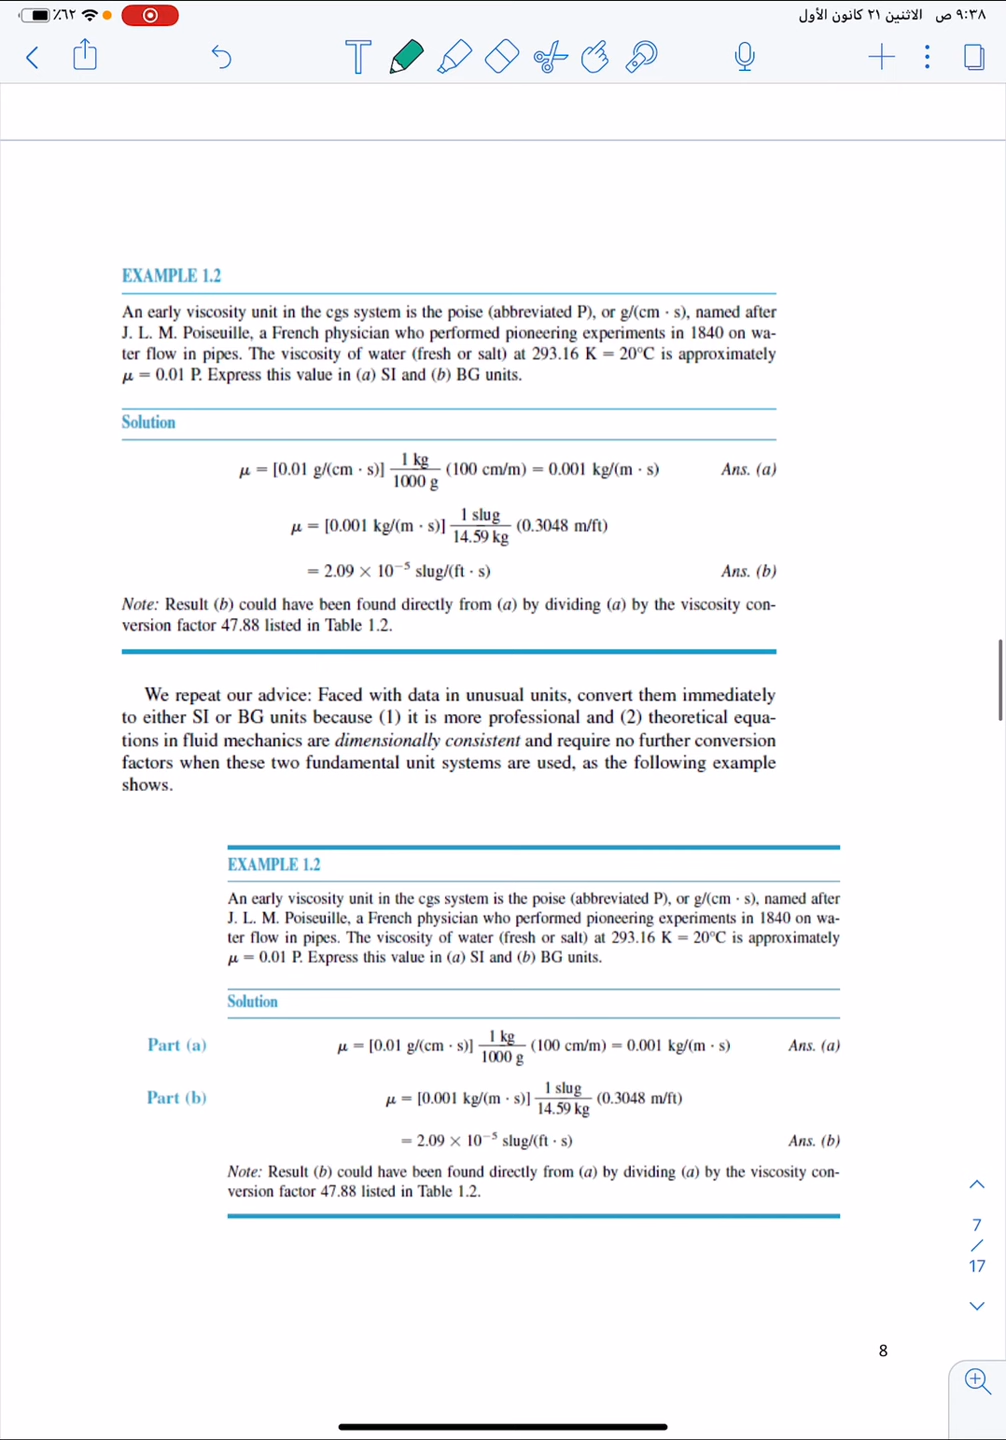 ٪٦٢
٩:٣٨ ص الاثنين ٢١ كانون الأول
EXAMPLE 1.2
An early viscosity unit in the cgs system is the poise (abbreviated P), or g/(cm · s), named after
J. L. M. Poiseuille, a French physician who performed pioneering experiments in 1840 on wa-
ter flow in pipes. The viscosity of water (fresh or salt) at 293.16 K = 20°C is approximately
μ = 0.01 P. Express this value in (a) SI and (b) BG units.
Solution
μ = [0.01 g/(cm · s)] 1 kg/1000 g (100 cm/m) = 0.001 kg/(m · s) Ans. (a)
μ = [0.001 kg/(m · s)] 1 slug/14.59 kg (0.3048 m/ft)
= 2.09 × 10⁻⁵ slug/(ft · s) Ans. (b)
Note: Result (b) could have been found directly from (a) by dividing (a) by the viscosity con-
version factor 47.88 listed in Table 1.2.
We repeat our advice: Faced with data in unusual units, convert them immediately
to either SI or BG units because (1) it is more professional and (2) theoretical equa-
tions in fluid mechanics are dimensionally consistent and require no further conversion
factors when these two fundamental unit systems are used, as the following example
shows.
EXAMPLE 1.2
An early viscosity unit in the cgs system is the poise (abbreviated P), or g/(cm · s), named after
J. L. M. Poiseuille, a French physician who performed pioneering experiments in 1840 on wa-
ter flow in pipes. The viscosity of water (fresh or salt) at 293.16 K = 20°C is approximately
μ = 0.01 P. Express this value in (a) SI and (b) BG units.
Solution
Part (a) μ = [0.01 g/(cm · s)] 1 kg/1000 g (100 cm/m) = 0.001 kg/(m · s) Ans. (a)
Part (b) μ = [0.001 kg/(m · s)] 1 slug/14.59 kg (0.3048 m/ft)
= 2.09 × 10⁻⁵ slug/(ft · s) Ans. (b)
Note: Result (b) could have been found directly from (a) by dividing (a) by the viscosity con-
version factor 47.88 listed in Table 1.2.
7
/
17
8